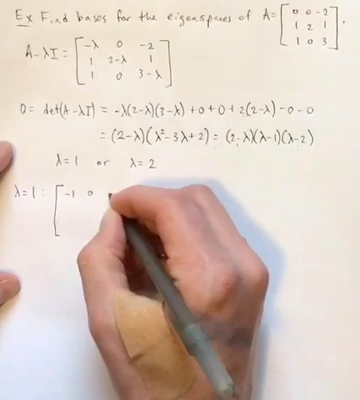 Ex Find bases for the eigenspaces of A = [0 0 -2; 1 2 1; 1 0 3].
A-λI = [-λ 0 -2; 1 2-λ 1; 1 0 3-λ]
0 = det(A-λI) = -λ(2-λ)(3-λ)+0+0+2(2-λ)-0-0
= (2-λ)(λ²-3λ+2) = (2-λ)(λ-1)(λ-2)
λ=1 or λ=2
λ=1: [-1 0